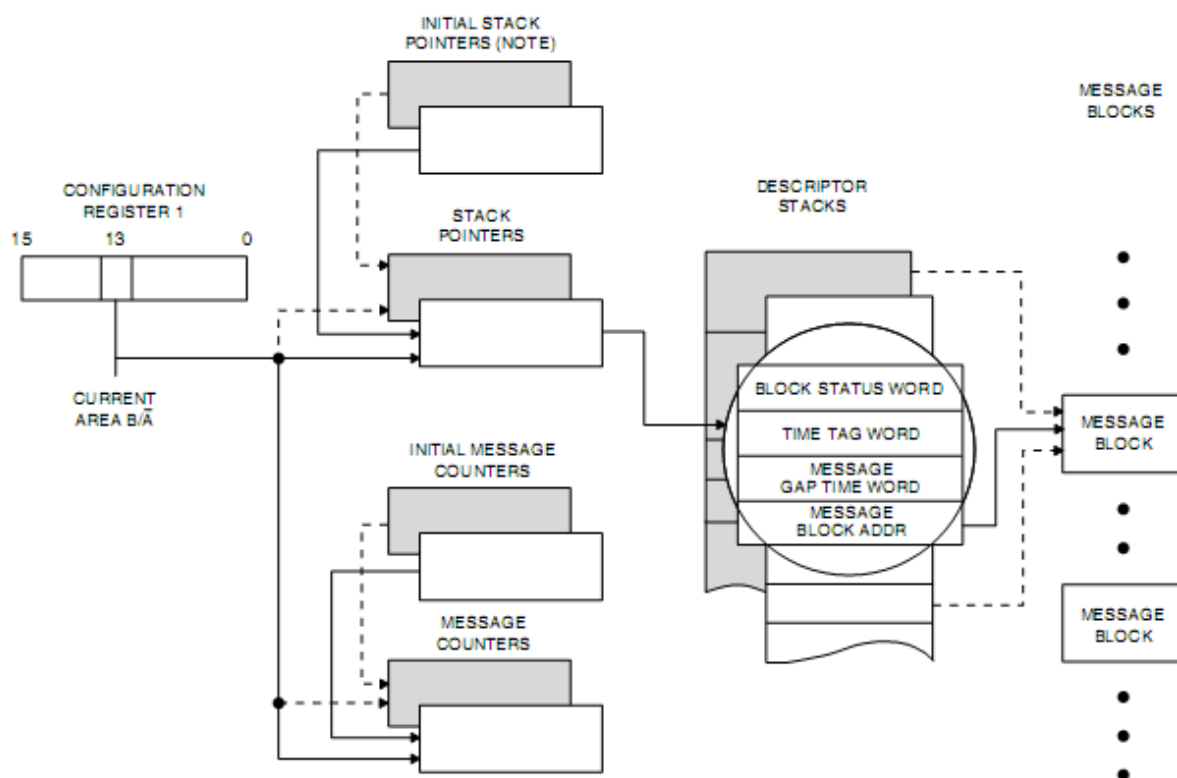 INITIAL STACK
POINTERS (NOTE)
MESSAGE
BLOCKS
CONFIGURATION
REGISTER 1
15 13 0
STACK
POINTERS
DESCRIPTOR
STACKS
CURRENT
AREA B/A̅
BLOCK STATUS WORD
TIME TAG WORD
MESSAGE
GAP TIME WORD
MESSAGE
BLOCK ADDR
MESSAGE
BLOCK
INITIAL MESSAGE
COUNTERS
MESSAGE
COUNTERS
MESSAGE
BLOCK